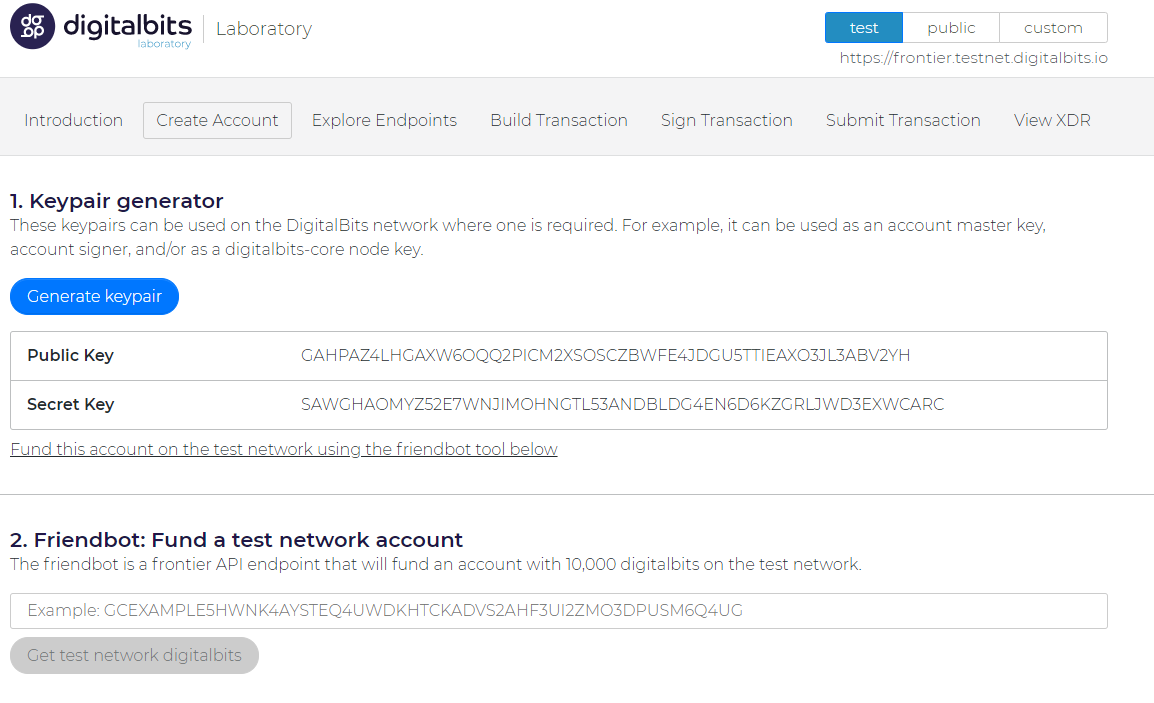 digitalbits
laboratory
Laboratory
test public custom
https://frontier.testnet.digitalbits.io
Introduction Create Account Explore Endpoints Build Transaction Sign Transaction Submit Transaction View XDR
1. Keypair generator
These keypairs can be used on the DigitalBits network where one is required. For example, it can be used as an account master key,
account signer, and/or as a digitalbits-core node key.
Generate keypair
Public Key GAHPAZ4LHGAXW6OQQ2PICM2XSOSCZBWFE4JDGU5TTIEAXO3JL3ABV2YH
Secret Key SAWGHAOMYZ52E7WNJIMOHNGTL53ANDBLDG4EN6D6KZGRLJWD3EXWCARC
Fund this account on the test network using the friendbot tool below
2. Friendbot: Fund a test network account
The friendbot is a frontier API endpoint that will fund an account with 10,000 digitalbits on the test network.
Example: GCEXAMPLE5HWNK4AYSTEQ4UWDKHTCKADVS2AHF3UI2ZMO3DPUSM6Q4UG
Get test network digitalbits